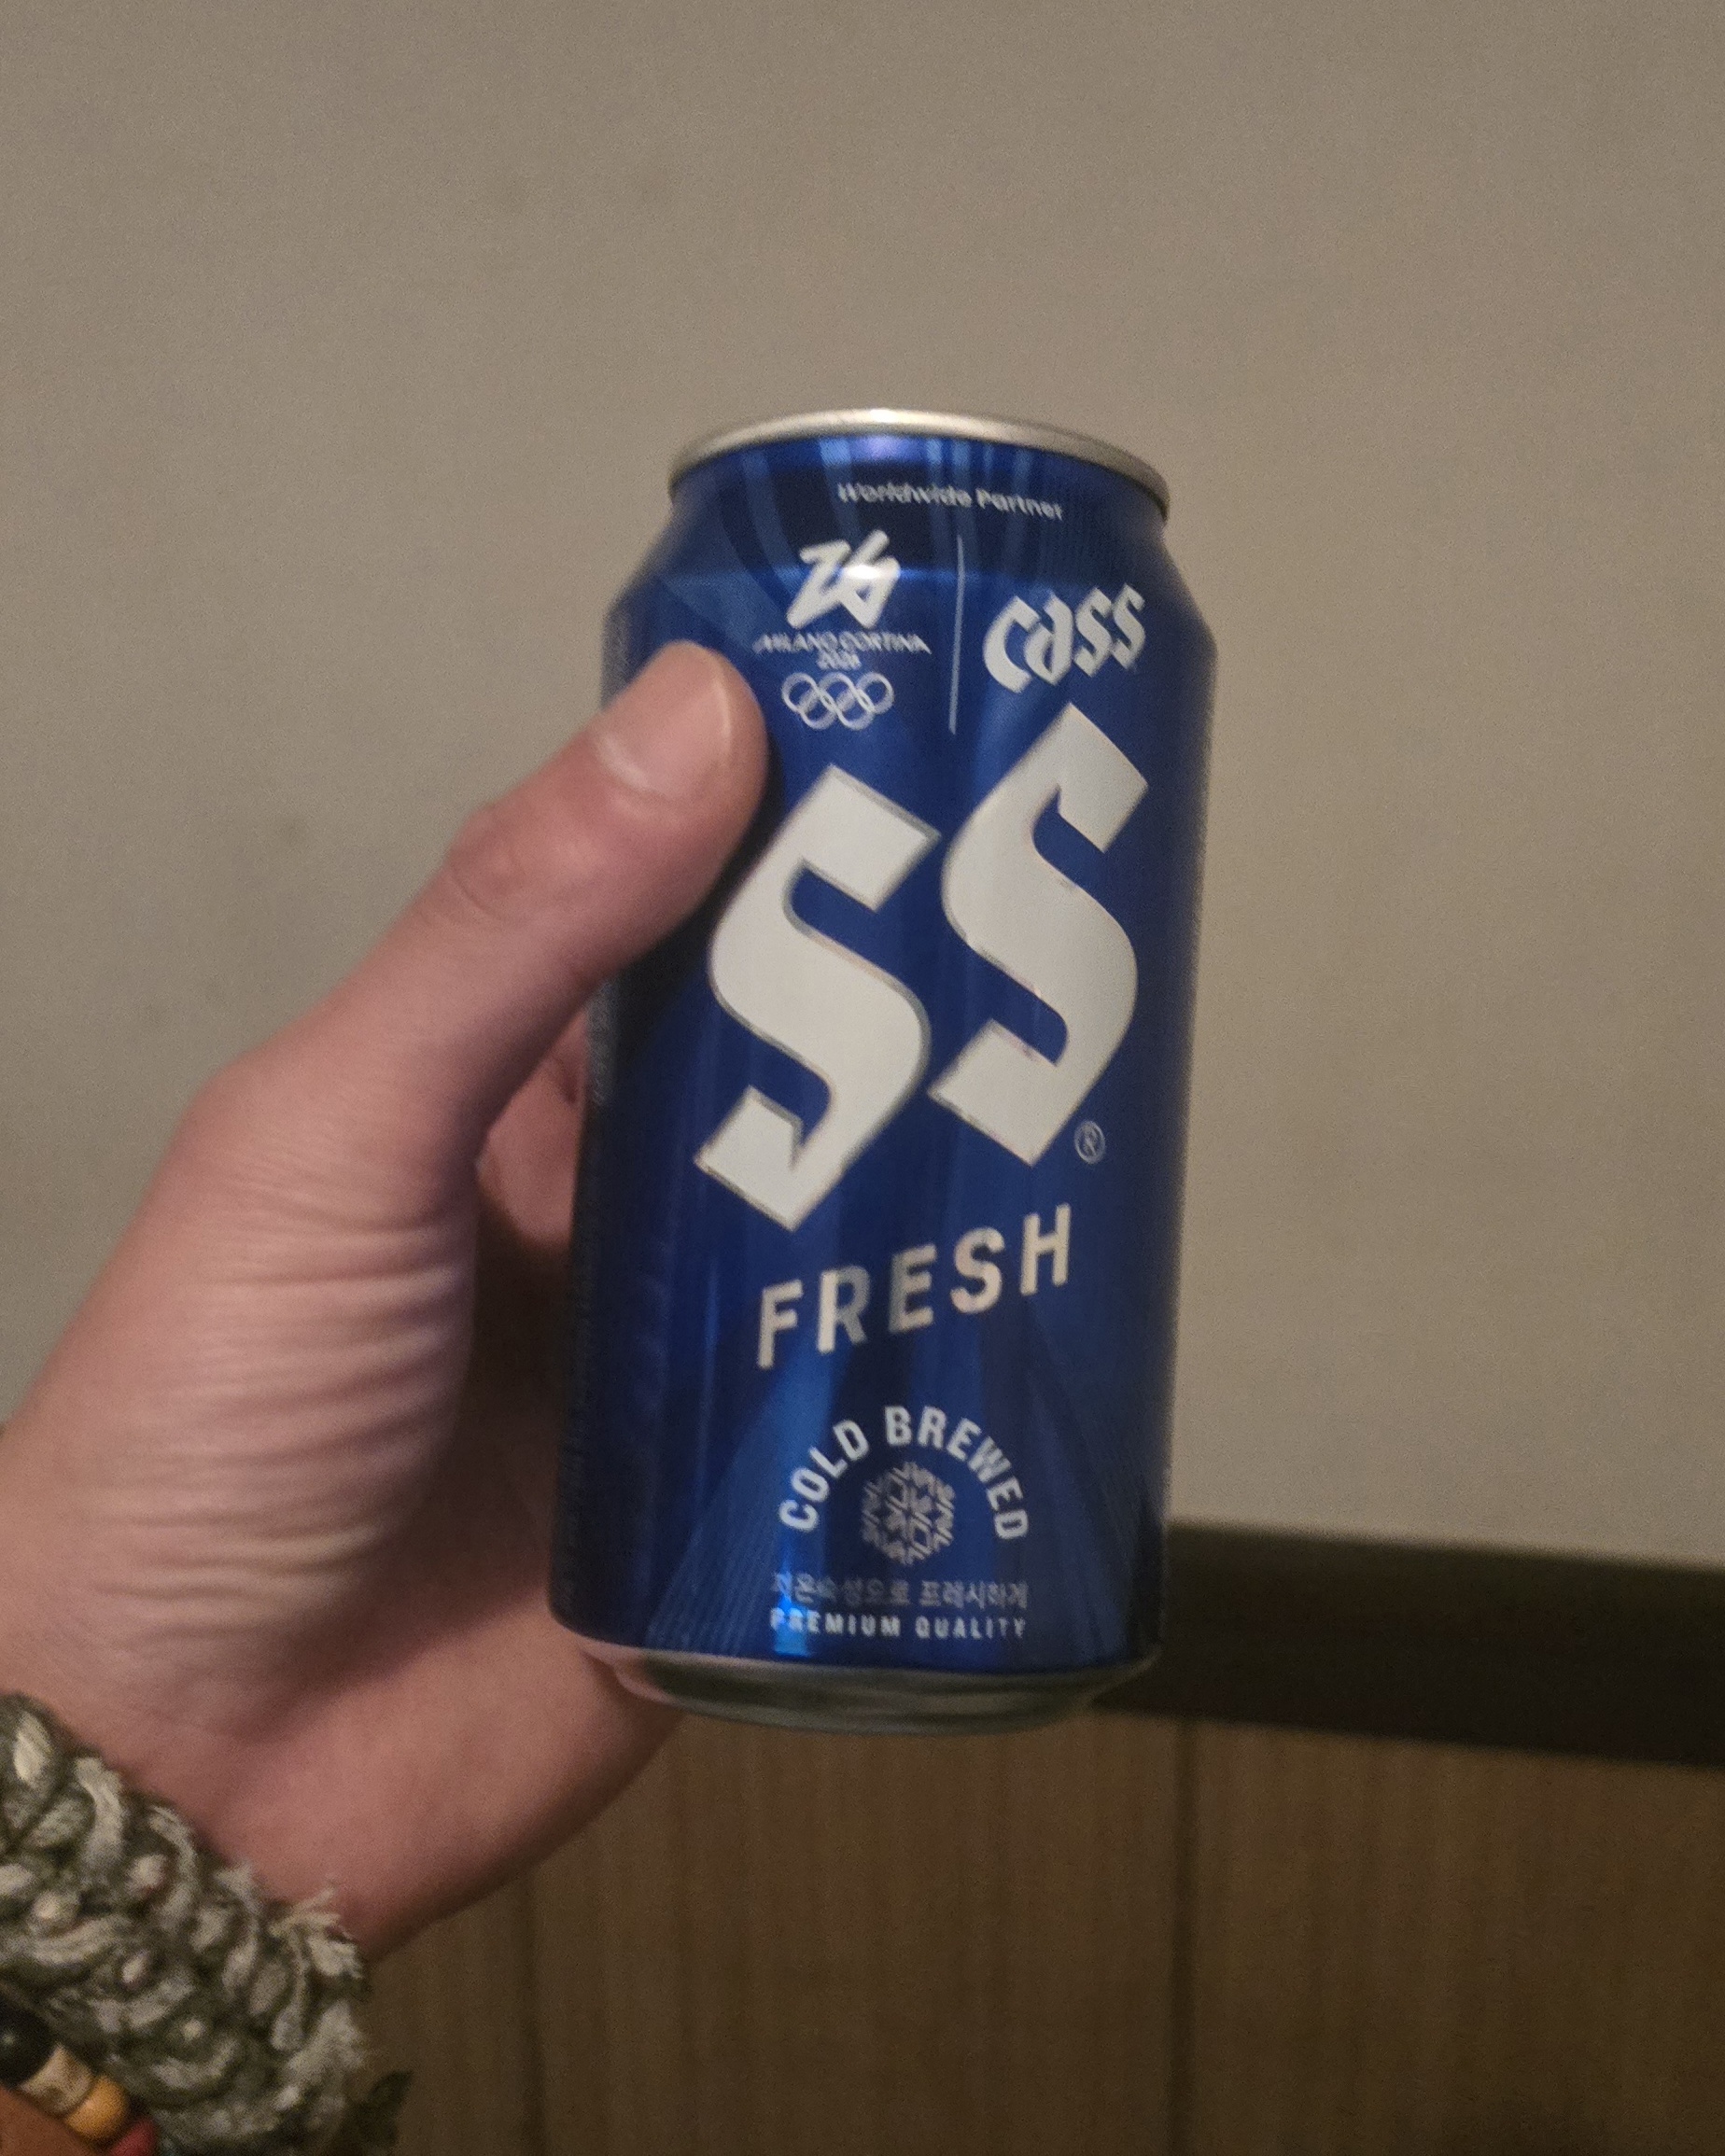 Worldwide Partner
26
MILANO CORTINA
2026
cass
SS
®
FRESH
COLD BREWED
저온숙성으로 프레시하게
PREMIUM QUALITY